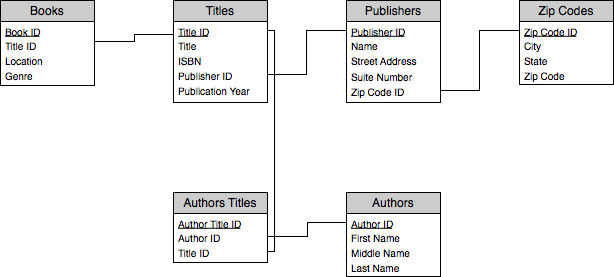 Books
Book ID
Title ID
Location
Genre
Titles
Title ID
Title
ISBN
Publisher ID
Publication Year
Publishers
Publisher ID
Name
Street Address
Suite Number
Zip Code ID
Zip Codes
Zip Code ID
City
State
Zip Code
Authors Titles
Author Title ID
Author ID
Title ID
Authors
Author ID
First Name
Middle Name
Last Name